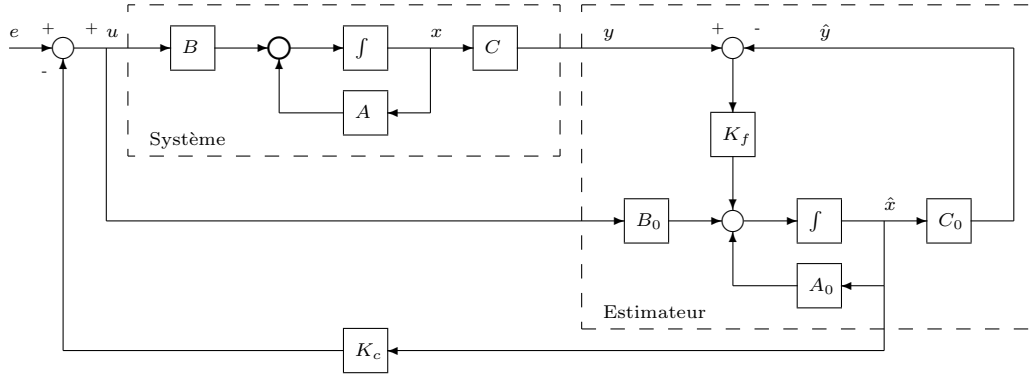 e + + u B ∫ x C y + - ŷ
-
A
Système
K_f
x̂
B_0 ∫ C_0
A_0
Estimateur
K_c